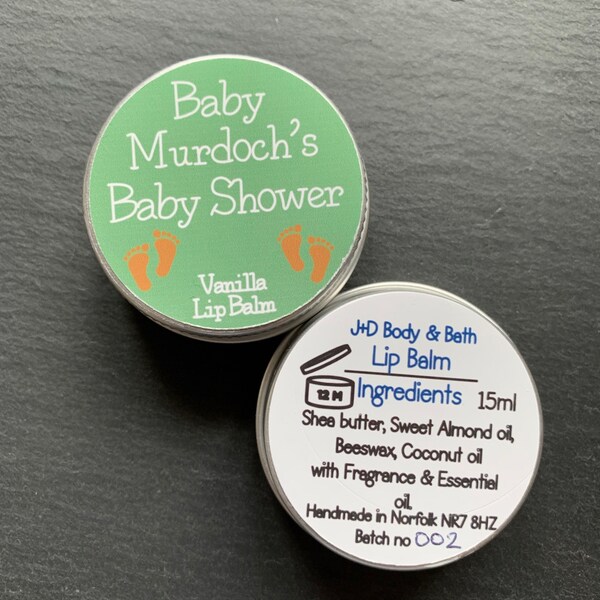 Baby
Murdoch's
Baby Shower
Vanilla
Lip Balm
J+D Body & Bath
Lip Balm
12 M
Ingredients 15ml
Shea butter, Sweet Almond oil,
Beeswax, Coconut oil
with Fragrance & Essential
oil.
Handmade in Norfolk NR7 8HZ
Batch no 002